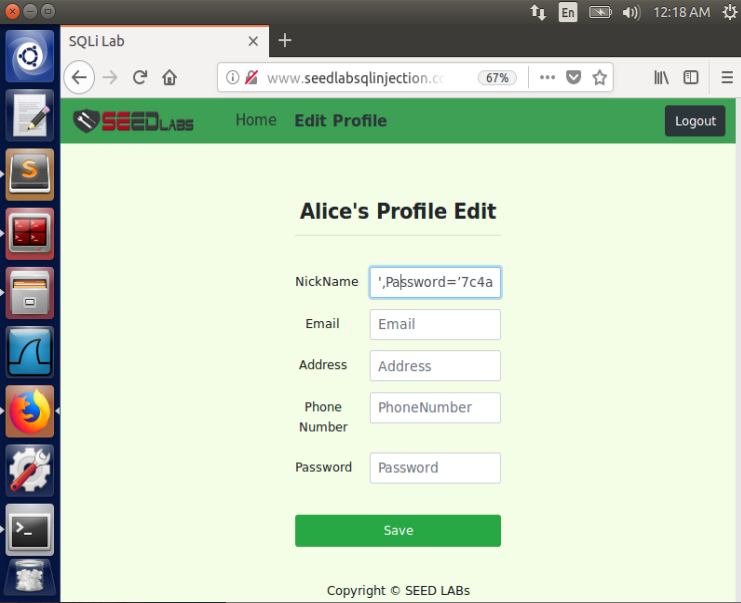 En 12:18 AM
SQLi Lab
www.seedlabsqlinjection.co 67%
SEEDLABS Home Edit Profile Logout
Alice's Profile Edit
NickName ',Password=’7c4a
Email Email
Address Address
Phone Number PhoneNumber
Password Password
Save
Copyright © SEED LABs